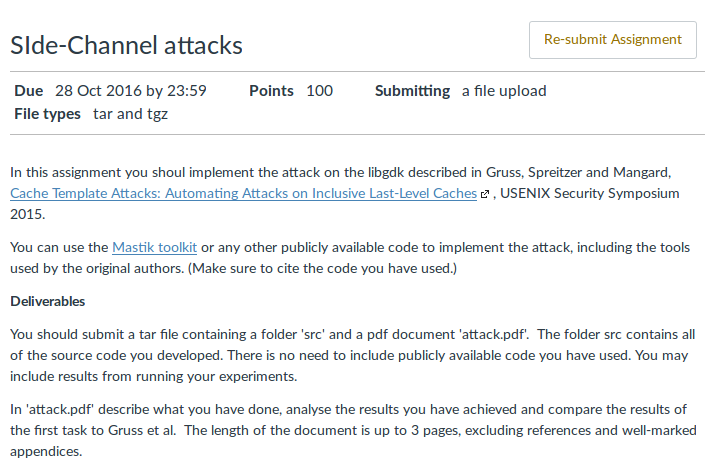 SIde-Channel attacks
Re-submit Assignment
Due 28 Oct 2016 by 23:59 Points 100 Submitting a file upload
File types tar and tgz
In this assignment you shoul implement the attack on the libgdk described in Gruss, Spreitzer and Mangard,
Cache Template Attacks: Automating Attacks on Inclusive Last-Level Caches , USENIX Security Symposium
2015.
You can use the Mastik toolkit or any other publicly available code to implement the attack, including the tools
used by the original authors. (Make sure to cite the code you have used.)
Deliverables
You should submit a tar file containing a folder 'src' and a pdf document 'attack.pdf'. The folder src contains all
of the source code you developed. There is no need to include publicly available code you have used. You may
include results from running your experiments.
In 'attack.pdf' describe what you have done, analyse the results you have achieved and compare the results of
the first task to Gruss et al. The length of the document is up to 3 pages, excluding references and well-marked
appendices.